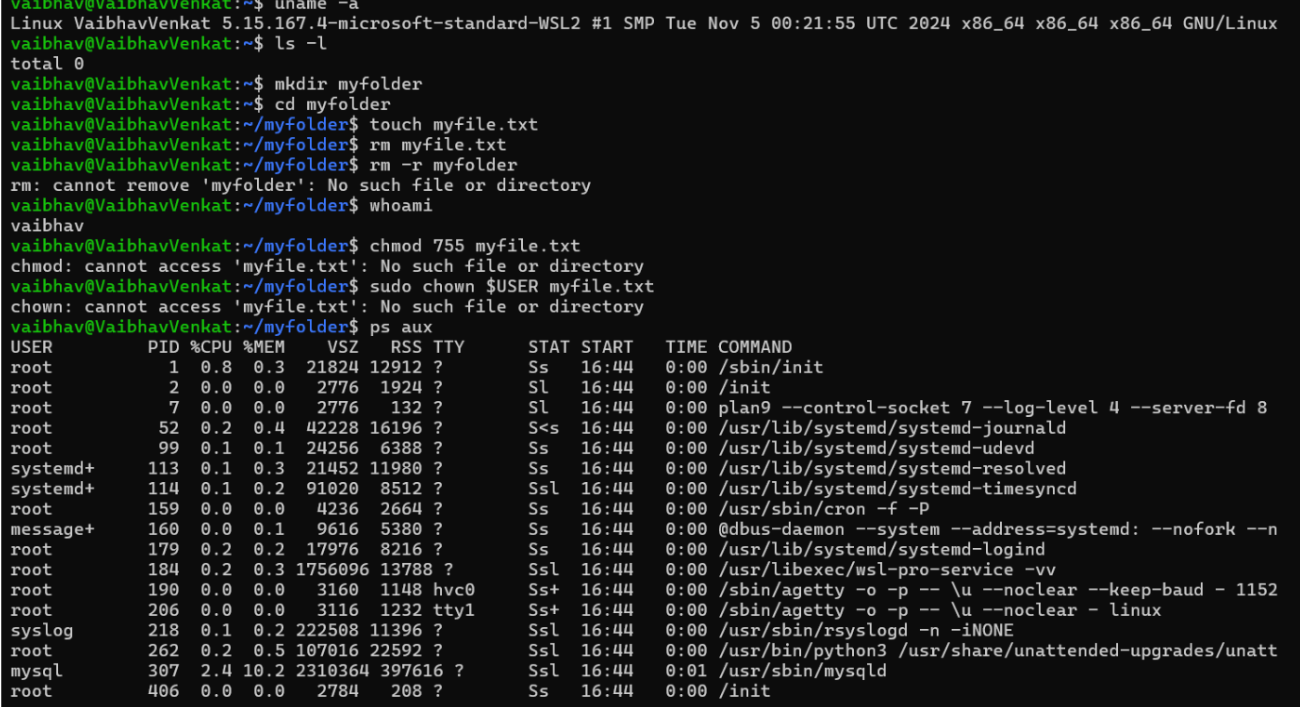 vaibhav@VaibhavVenkat:~$ uname -a
Linux VaibhavVenkat 5.15.167.4-microsoft-standard-WSL2 #1 SMP Tue Nov 5 00:21:55 UTC 2024 x86_64 x86_64 x86_64 GNU/Linux
vaibhav@VaibhavVenkat:~$ ls -l
total 0
vaibhav@VaibhavVenkat:~$ mkdir myfolder
vaibhav@VaibhavVenkat:~$ cd myfolder
vaibhav@VaibhavVenkat:~/myfolder$ touch myfile.txt
vaibhav@VaibhavVenkat:~/myfolder$ rm myfile.txt
vaibhav@VaibhavVenkat:~/myfolder$ rm -r myfolder
rm: cannot remove 'myfolder': No such file or directory
vaibhav@VaibhavVenkat:~/myfolder$ whoami
vaibhav
vaibhav@VaibhavVenkat:~/myfolder$ chmod 755 myfile.txt
chmod: cannot access 'myfile.txt': No such file or directory
vaibhav@VaibhavVenkat:~/myfolder$ sudo chown $USER myfile.txt
chown: cannot access 'myfile.txt': No such file or directory
vaibhav@VaibhavVenkat:~/myfolder$ ps aux
USER         PID %CPU %MEM    VSZ   RSS TTY      STAT START   TIME COMMAND
root           1  0.8  0.3  21824 12912 ?        Ss   16:44   0:00 /sbin/init
root           2  0.0  0.0   2776  1924 ?        Sl   16:44   0:00 /init
root           7  0.0  0.0   2776   132 ?        Sl   16:44   0:00 plan9 --control-socket 7 --log-level 4 --server-fd 8
root          52  0.2  0.4  42228 16196 ?        S<s  16:44   0:00 /usr/lib/systemd/systemd-journald
root          99  0.1  0.1  24256  6388 ?        Ss   16:44   0:00 /usr/lib/systemd/systemd-udevd
systemd+     113  0.1  0.3  21452 11980 ?        Ss   16:44   0:00 /usr/lib/systemd/systemd-resolved
systemd+     114  0.1  0.2  91020  8512 ?        Ssl  16:44   0:00 /usr/lib/systemd/systemd-timesyncd
root         159  0.0  0.0   4236  2664 ?        Ss   16:44   0:00 /usr/sbin/cron -f -P
message+     160  0.0  0.1   9616  5380 ?        Ss   16:44   0:00 @dbus-daemon --system --address=systemd: --nofork --n
root         179  0.2  0.2  17976  8216 ?        Ss   16:44   0:00 /usr/lib/systemd/systemd-logind
root         184  0.2  0.3 1756096 13788 ?       Ssl  16:44   0:00 /usr/libexec/wsl-pro-service -vv
root         190  0.0  0.0   3160  1148 hvc0     Ss+  16:44   0:00 /sbin/agetty -o -p -- \u --noclear --keep-baud - 1152
root         206  0.0  0.0   3116  1232 tty1     Ss+  16:44   0:00 /sbin/agetty -o -p -- \u --noclear - linux
syslog       218  0.1  0.2 222508 11396 ?        Ssl  16:44   0:00 /usr/sbin/rsyslogd -n -iNONE
root         262  0.2  0.5 107016 22592 ?        Ssl  16:44   0:00 /usr/bin/python3 /usr/share/unattended-upgrades/unatt
mysql        307  2.4 10.2 2310364 397616 ?      Ssl  16:44   0:01 /usr/sbin/mysqld
root         406  0.0  0.0   2784   208 ?        Ss   16:44   0:00 /init